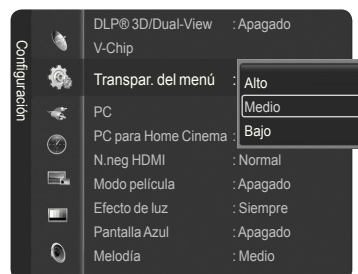 Configuración
DLP® 3D/Dual-View : Apagado
V-Chip
Transpar. del menú :
Alto
Medio
Bajo
PC
PC para Home Cinema :
N.neg HDMI : Normal
Modo película : Apagado
Efecto de luz : Siempre
Pantalla Azul : Apagado
Melodía : Medio